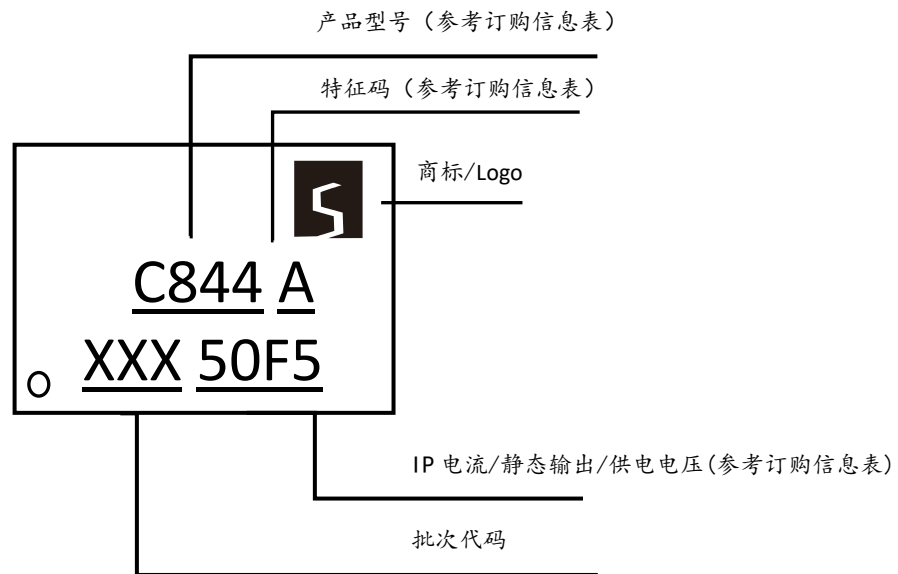 产品型号（参考订购信息表）
特征码（参考订购信息表）
商标/Logo
C844 A
XXX 50F5
IP 电流/静态输出/供电电压(参考订购信息表)
批次代码